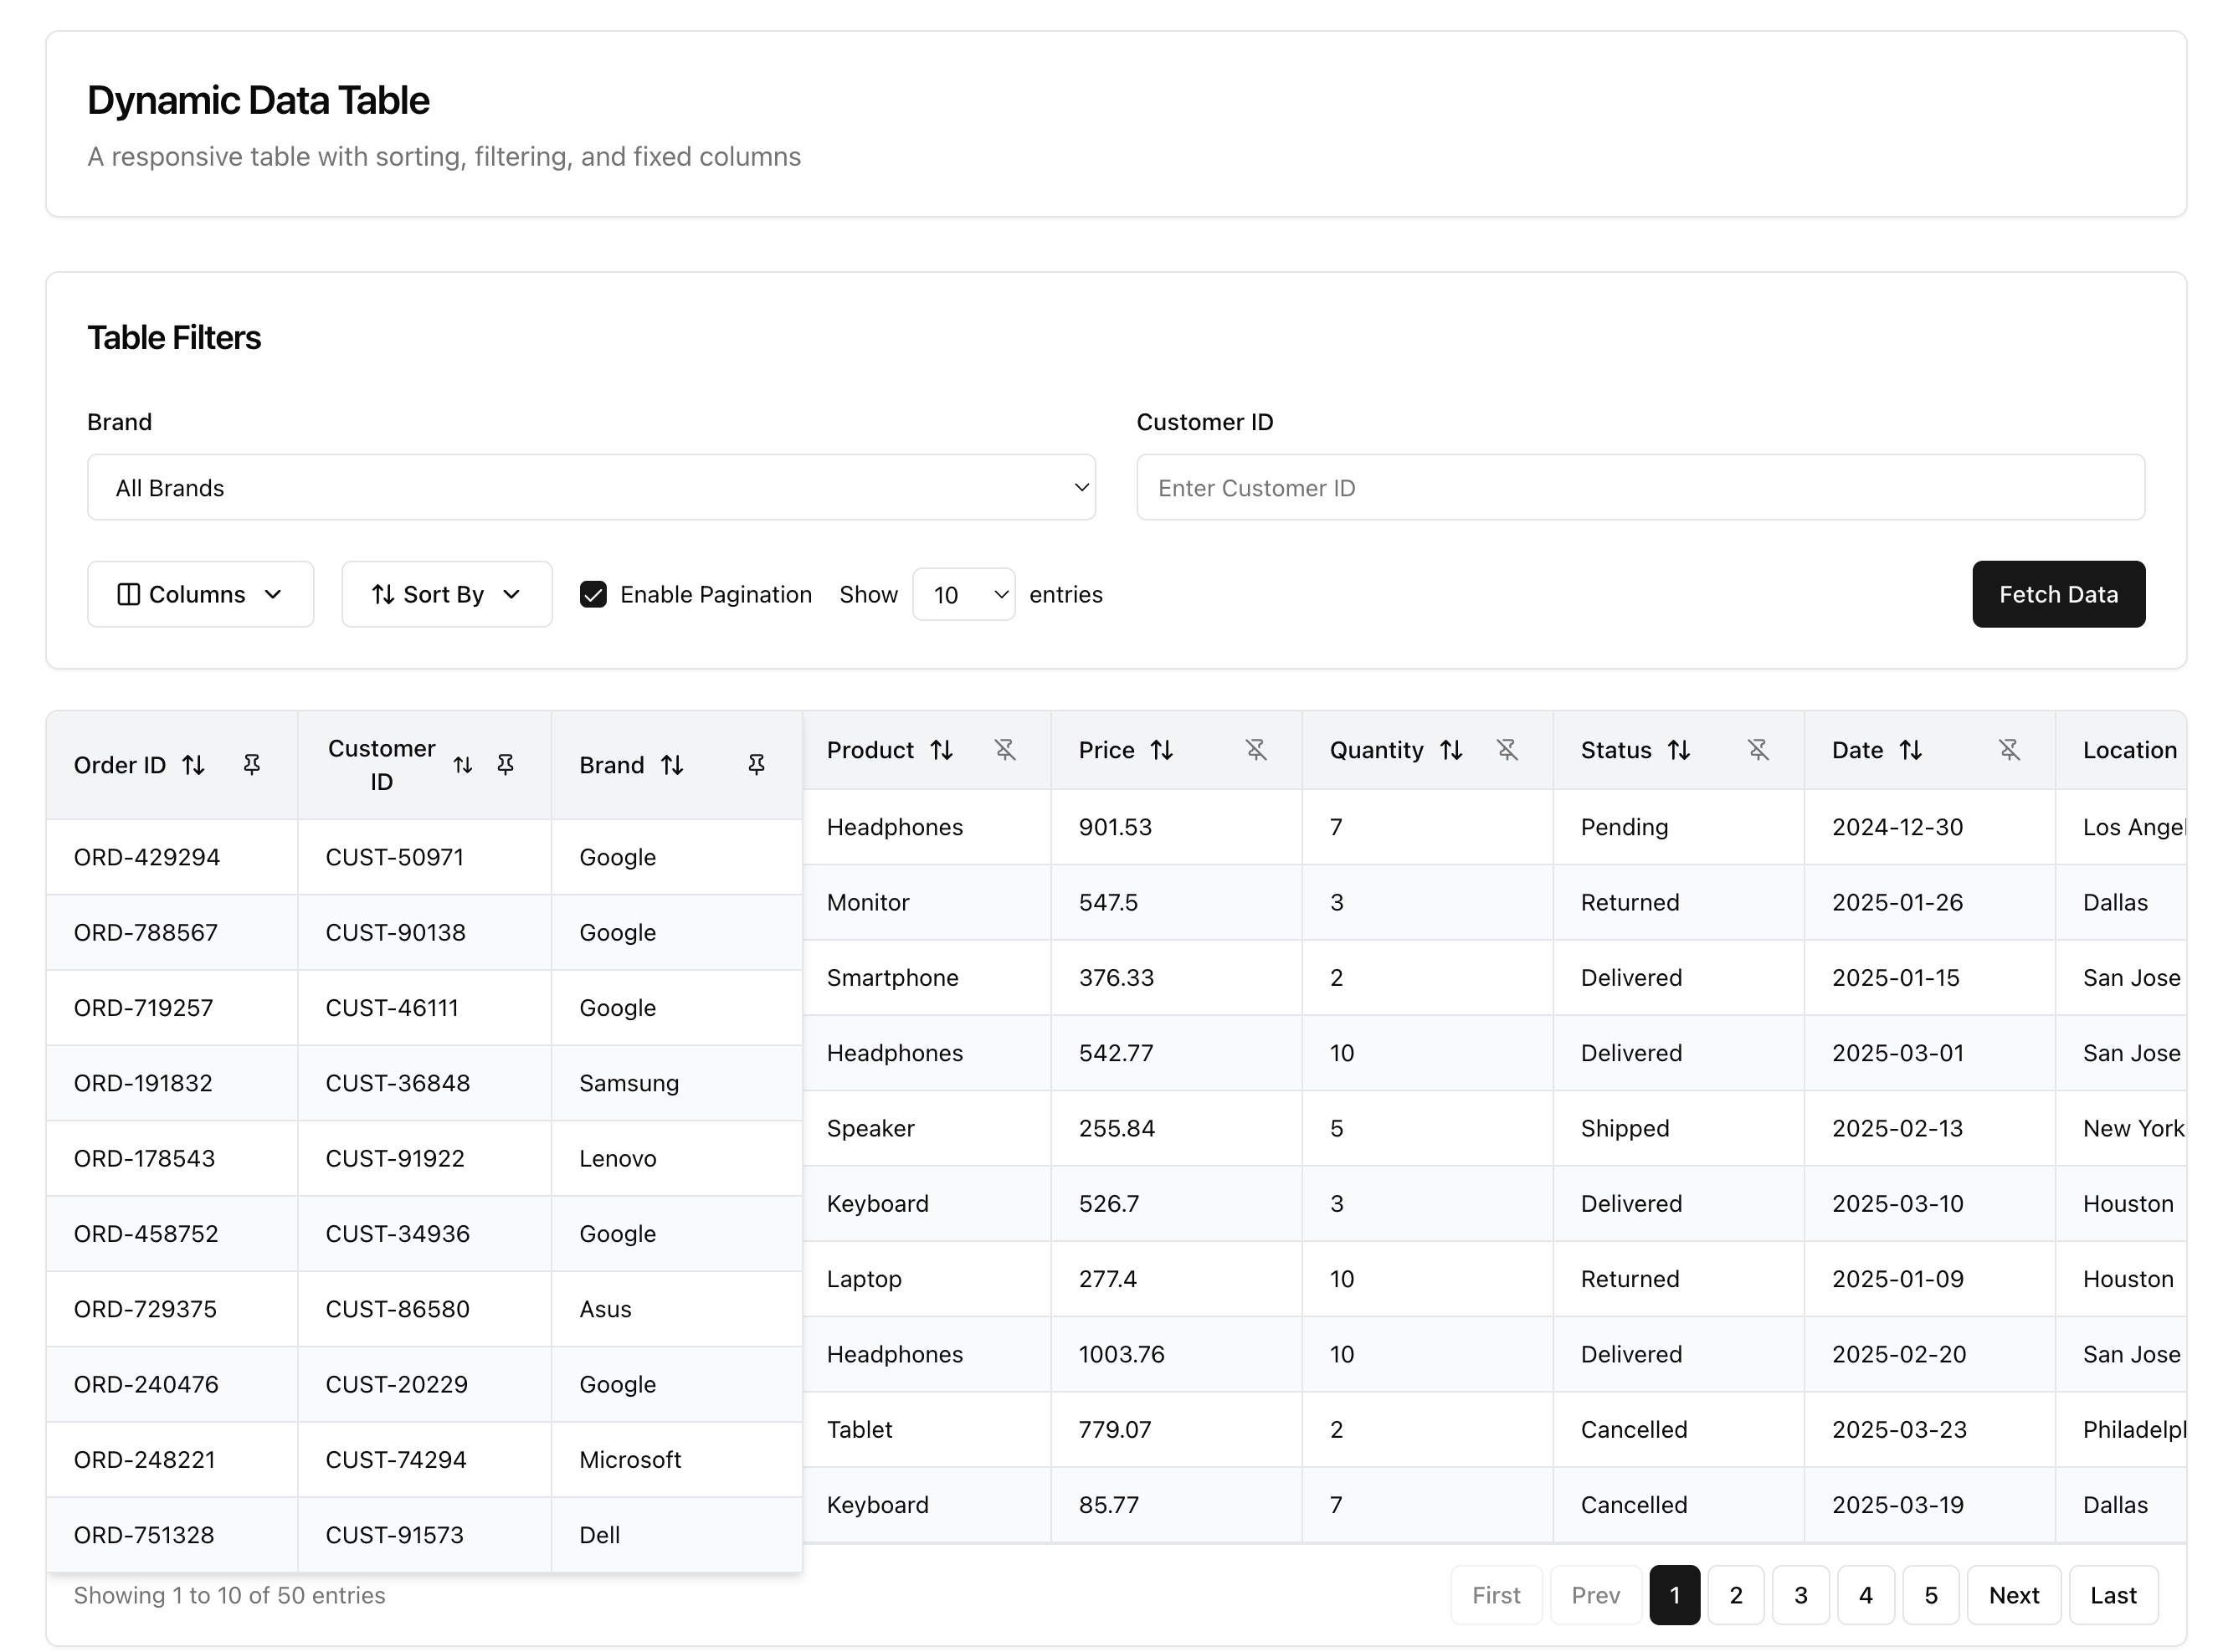 Dynamic Data Table
A responsive table with sorting, filtering, and fixed columns
Table Filters
Brand Customer ID
All Brands Enter Customer ID
Columns Sort By Enable Pagination Show 10 entries Fetch Data
Order ID Customer ID Brand Product Price Quantity Status Date Location
ORD-429294 CUST-50971 Google Headphones 901.53 7 Pending 2024-12-30 Los Angel
ORD-788567 CUST-90138 Google Monitor 547.5 3 Returned 2025-01-26 Dallas
ORD-719257 CUST-46111 Google Smartphone 376.33 2 Delivered 2025-01-15 San Jose
ORD-191832 CUST-36848 Samsung Headphones 542.77 10 Delivered 2025-03-01 San Jose
ORD-178543 CUST-91922 Lenovo Speaker 255.84 5 Shipped 2025-02-13 New York
ORD-458752 CUST-34936 Google Keyboard 526.7 3 Delivered 2025-03-10 Houston
ORD-729375 CUST-86580 Asus Laptop 277.4 10 Returned 2025-01-09 Houston
ORD-240476 CUST-20229 Google Headphones 1003.76 10 Delivered 2025-02-20 San Jose
ORD-248221 CUST-74294 Microsoft Tablet 779.07 2 Cancelled 2025-03-23 Philadelpl
ORD-751328 CUST-91573 Dell Keyboard 85.77 7 Cancelled 2025-03-19 Dallas
Showing 1 to 10 of 50 entries First Prev 1 2 3 4 5 Next Last